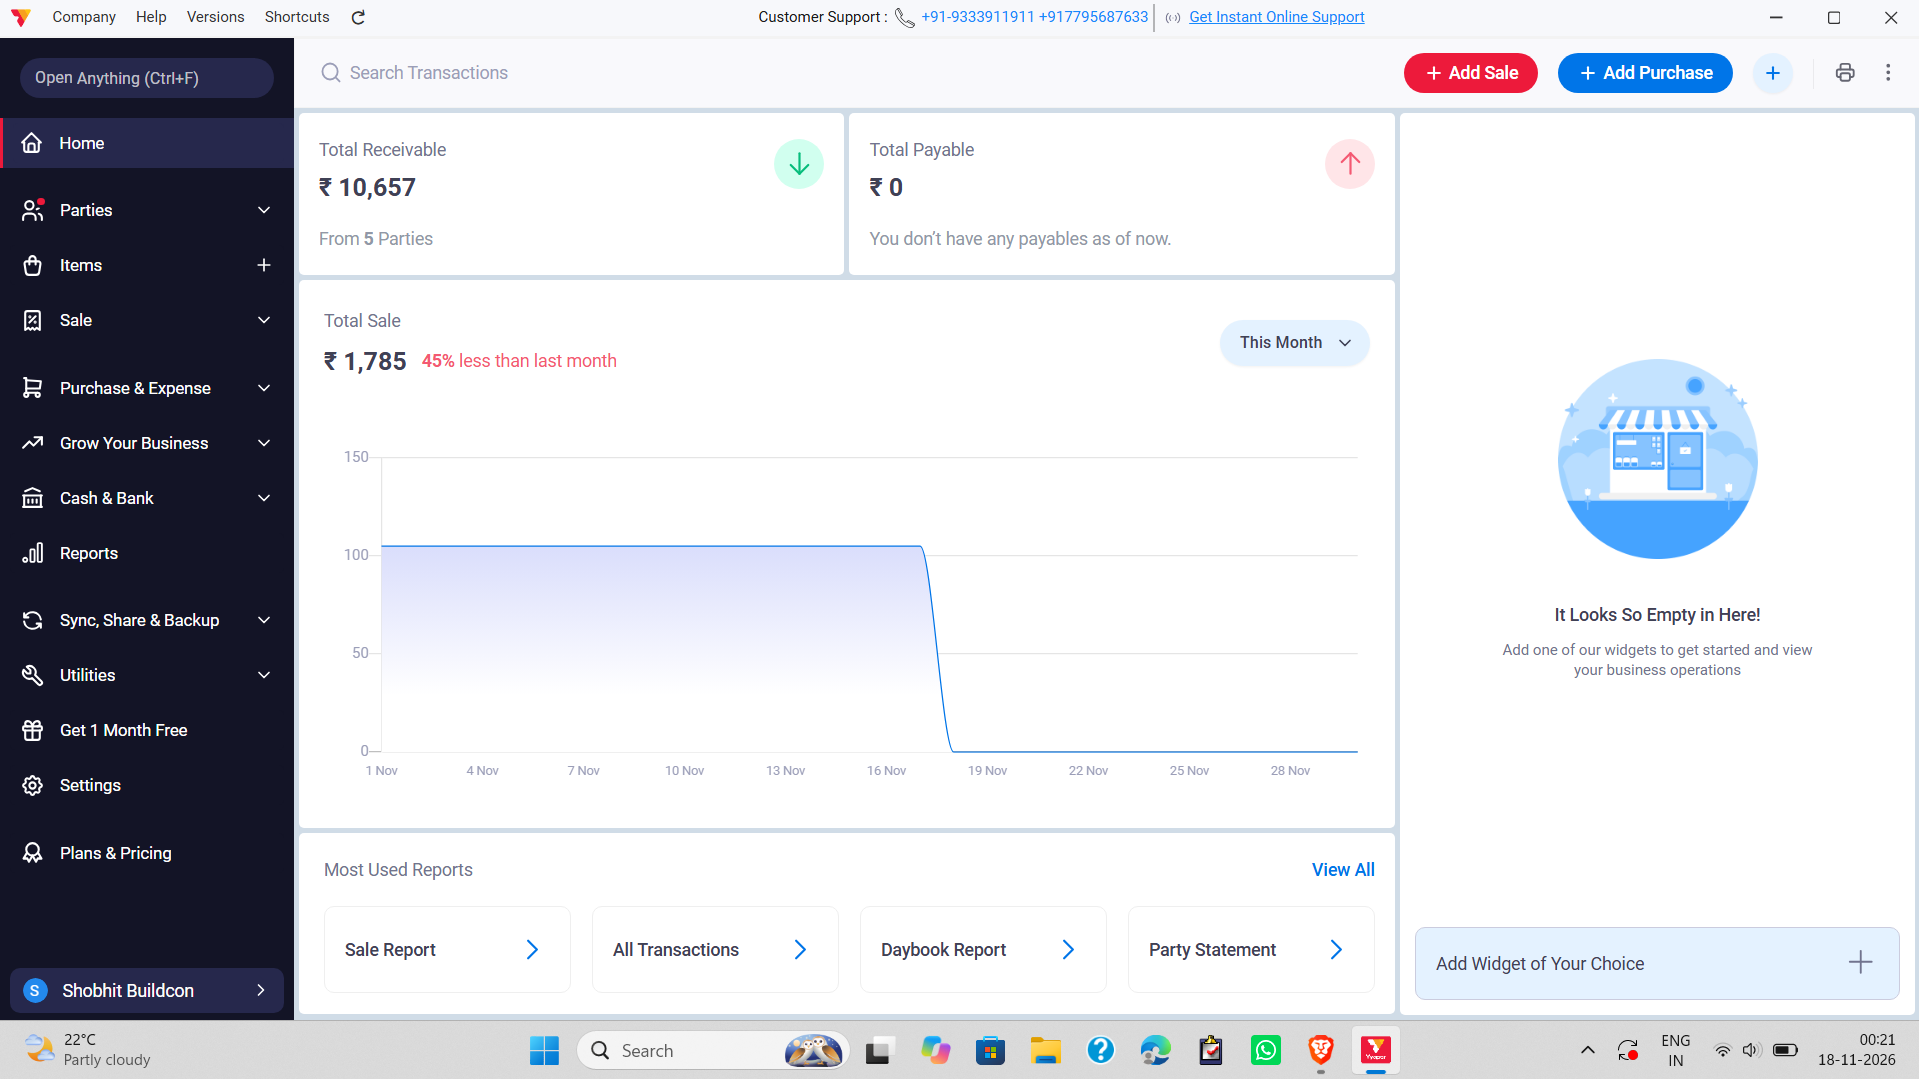 Company Help Versions Shortcuts
Customer Support : +91-9333911911 +917795687633 Get Instant Online Support
Open Anything (Ctrl+F)
Search Transactions
Add Sale
Add Purchase
Home
Parties
Items
Sale
Purchase & Expense
Grow Your Business
Cash & Bank
Reports
Sync, Share & Backup
Utilities
Get 1 Month Free
Settings
Plans & Pricing
S Shobhit Buildcon
Total Receivable
₹ 10,657
From 5 Parties
Total Payable
₹ 0
You don't have any payables as of now.
Total Sale
₹ 1,785 45% less than last month
This Month
150
100
50
0
1 Nov 4 Nov 7 Nov 10 Nov 13 Nov 16 Nov 19 Nov 22 Nov 25 Nov 28 Nov
Most Used Reports
View All
Sale Report
All Transactions
Daybook Report
Party Statement
It Looks So Empty in Here!
Add one of our widgets to get started and view
your business operations
Add Widget of Your Choice
22°C
Partly cloudy
Search
Vyapar
ENG
IN
00:21
18-11-2026